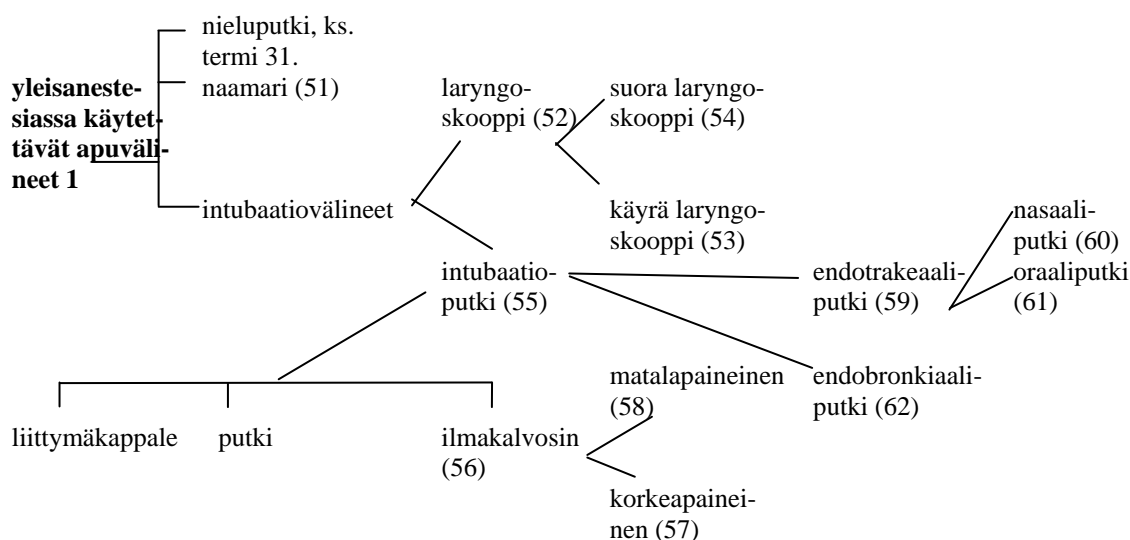 nieluputki, ks.
termi 31.
naamari (51)
yleisaneste-
siassa käytet-
tävät apuväli-
neet 1
intubaatiovälineet
laryngo-
skooppi (52)
suora laryngo-
skooppi (54)
käyrä laryngo-
skooppi (53)
intubaatio-
putki (55)
endotrakeaali-
putki (59)
nasaali-
putki (60)
oraaliputki
(61)
endobronkiaali-
putki (62)
liittymäkappale
putki
ilmakalvosin
(56)
matalapaineinen
(58)
korkeapainei-
nen (57)